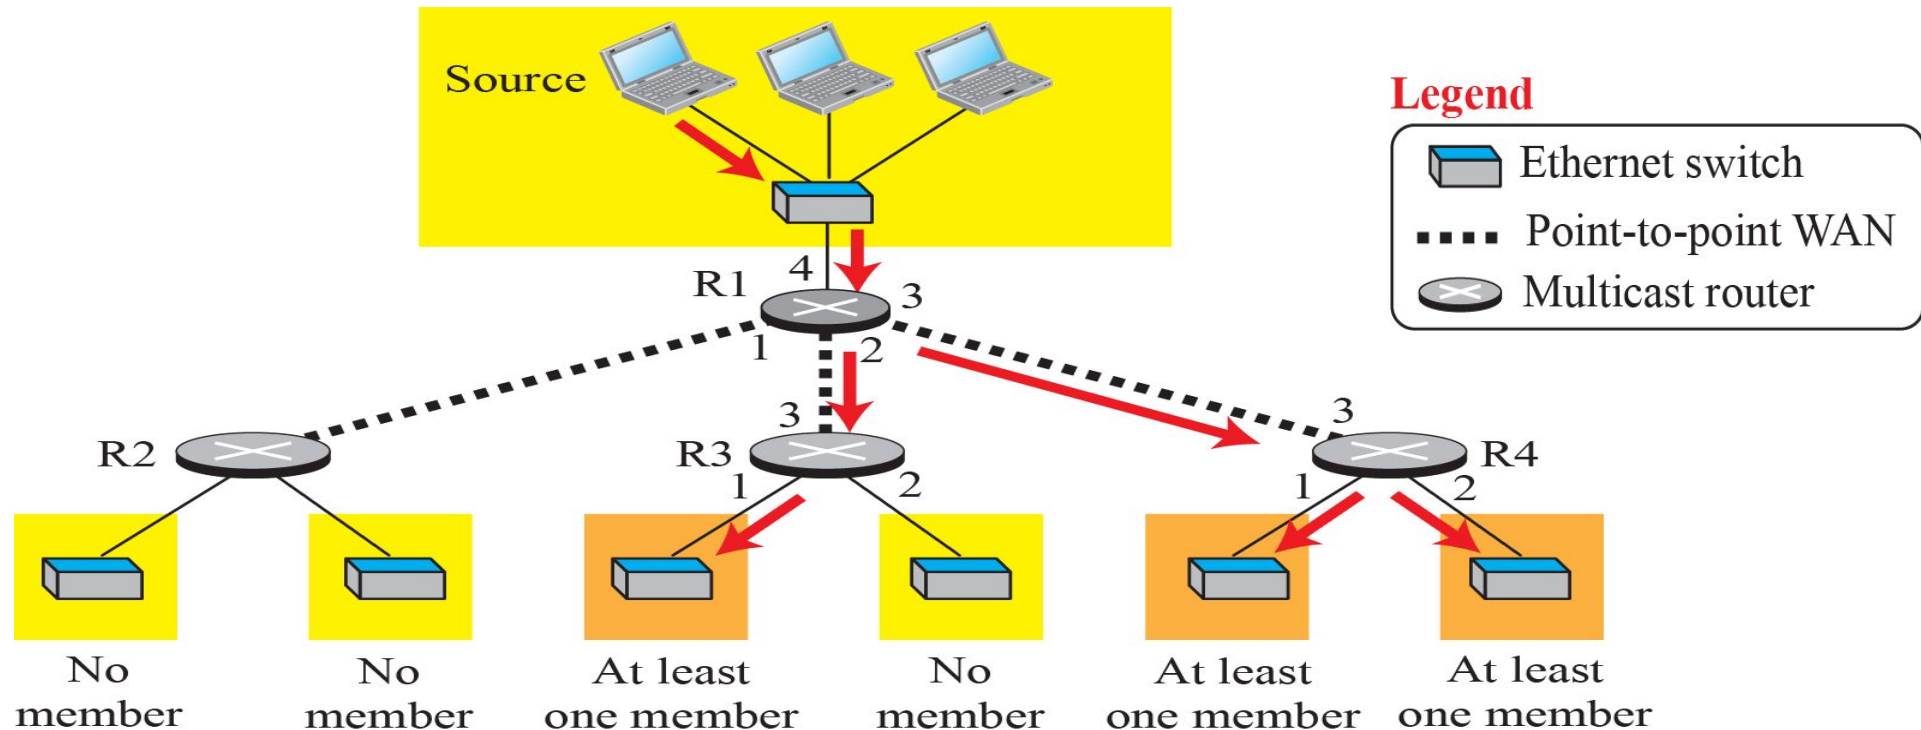 Source
Legend
Ethernet switch
Point-to-point WAN
Multicast router
4
R1
3
1
2
3
3
R2
R3
R4
1
2
1
2
No
member
No
member
At least
one member
No
member
At least
one member
At least
one member